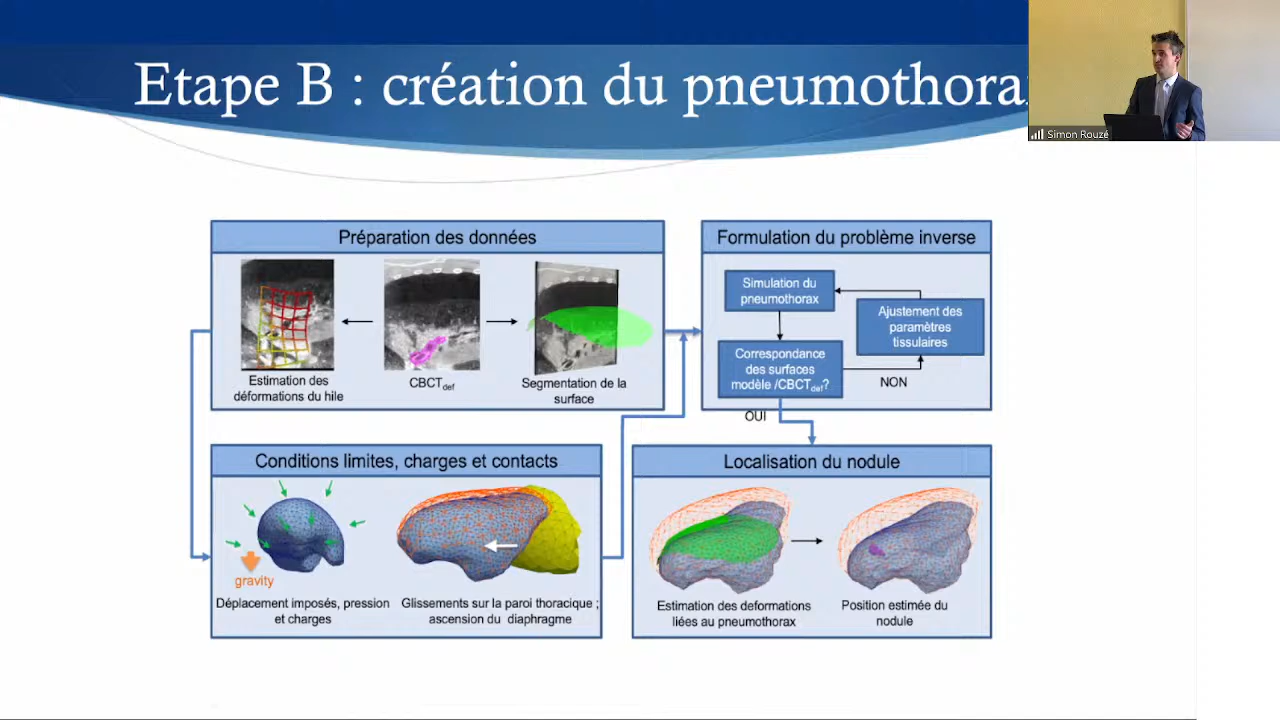 Etape B : création du pneumothora
Simon Rouzé
Préparation des données
Estimation des
déformations du hile
CBCTdef
Segmentation de la
surface
Formulation du problème inverse
Simulation du
pneumothorax
Ajustement des
paramètres
tissulaires
Correspondance
des surfaces
modèle /CBCTdef?
NON
OUI
Conditions limites, charges et contacts
gravity
Déplacement imposés, pression
et charges
Glissements sur la paroi thoracique ;
ascension du diaphragme
Localisation du nodule
Estimation des deformations
liées au pneumothorax
Position estimée du
nodule